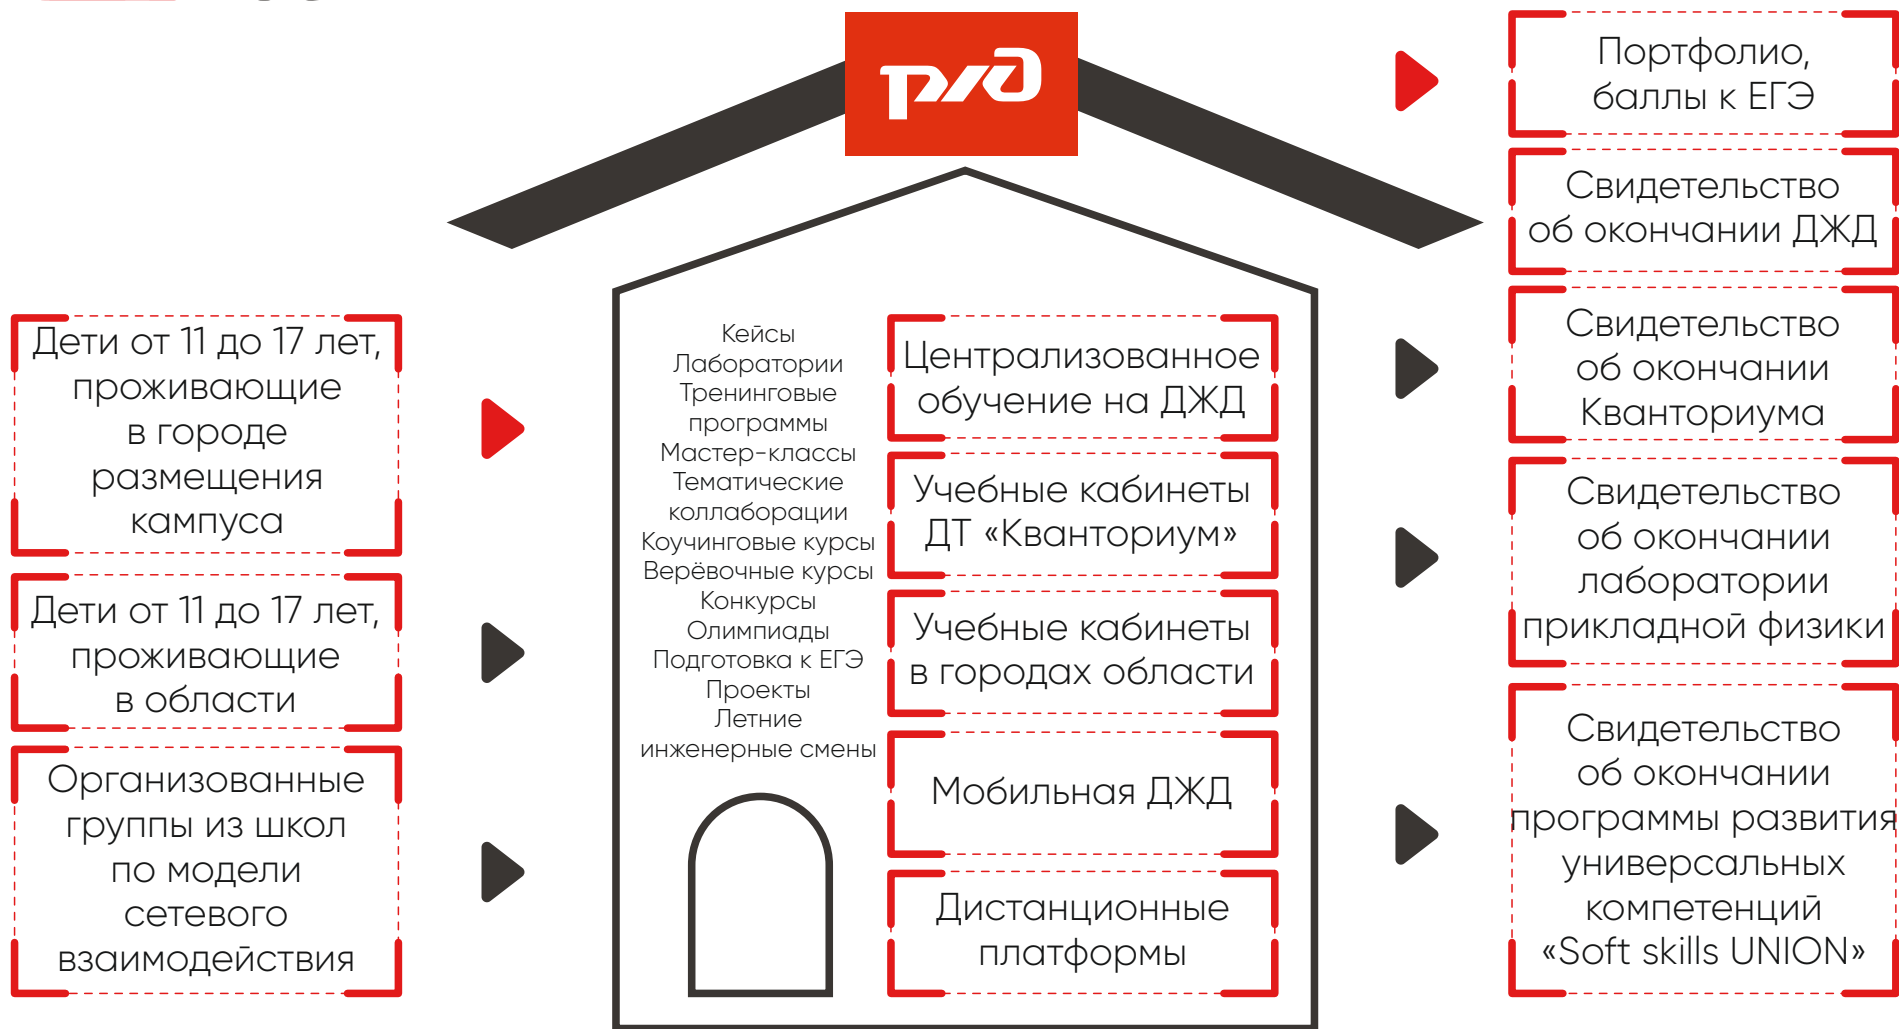 ржд
Дети от 11 до 17 лет,
проживающие
в городе
размещения
кампуса
Дети от 11 до 17 лет,
проживающие
в области
Организованные
группы из школ
по модели
сетевого
взаимодействия
Кейсы
Лаборатории
Тренинговые
программы
Мастер-классы
Тематические
коллаборации
Коучинговые курсы
Верёвочные курсы
Конкурсы
Олимпиады
Подготовка к ЕГЭ
Проекты
Летние
инженерные смены
Централизованное
обучение на ДЖД
Учебные кабинеты
ДТ «Кванториум»
Учебные кабинеты
в городах области
Мобильная ДЖД
Дистанционные
платформы
Портфолио,
баллы к ЕГЭ
Свидетельство
об окончании ДЖД
Свидетельство
об окончании
Кванториума
Свидетельство
об окончании
лаборатории
прикладной физики
Свидетельство
об окончании
программы развития
универсальных
компетенций
«Soft skills UNION»